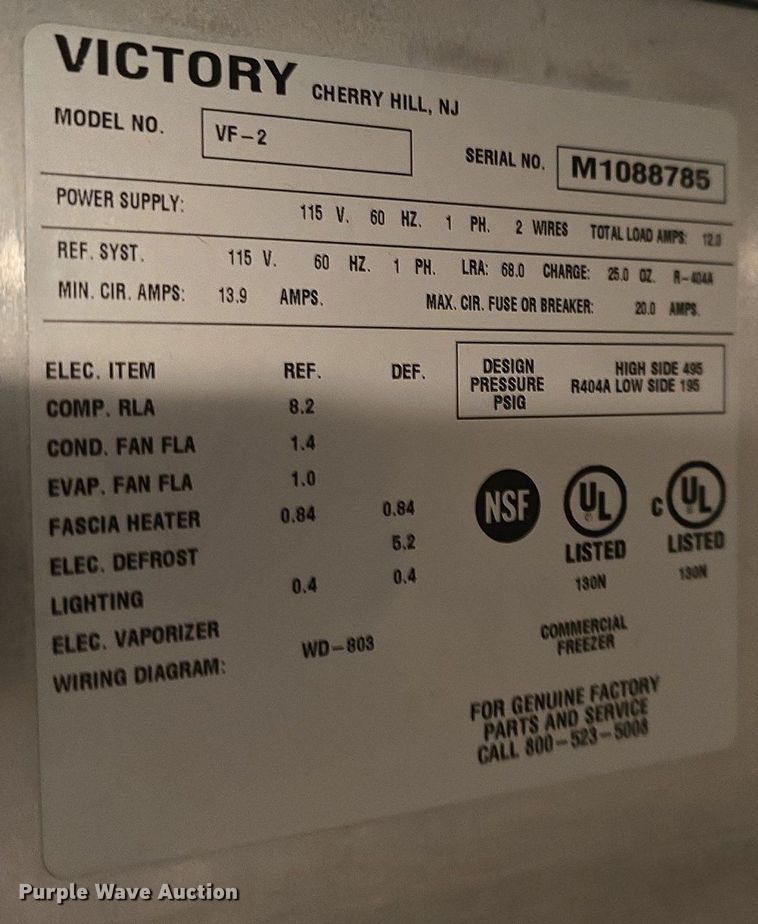 VICTORY CHERRY HILL, NJ
MODEL NO. VF-2
SERIAL NO. M1088785
POWER SUPPLY: 115 V. 60 HZ. 1 PH. 2 WIRES TOTAL LOAD AMPS: 12.0
REF. SYST. 115 V. 60 HZ. 1 PH. LRA: 68.0 CHARGE: 25.0 OZ. R-404A
MIN. CIR. AMPS: 13.9 AMPS. MAX. CIR. FUSE OR BREAKER: 20.0 AMPS.
ELEC. ITEM REF. DEF.
COMP. RLA 8.2
COND. FAN FLA 1.4
EVAP. FAN FLA 1.0
FASCIA HEATER 0.84 0.84
ELEC. DEFROST 5.2
LIGHTING 0.4 0.4
ELEC. VAPORIZER
WIRING DIAGRAM: WD-803
DESIGN
PRESSURE
PSIG
HIGH SIDE 495
R404A LOW SIDE 195
NSF
UL
LISTED
130N
C UL
LISTED
130N
COMMERCIAL
FREEZER
FOR GENUINE FACTORY
PARTS AND SERVICE
CALL 800-523-5008
Purple Wave Auction